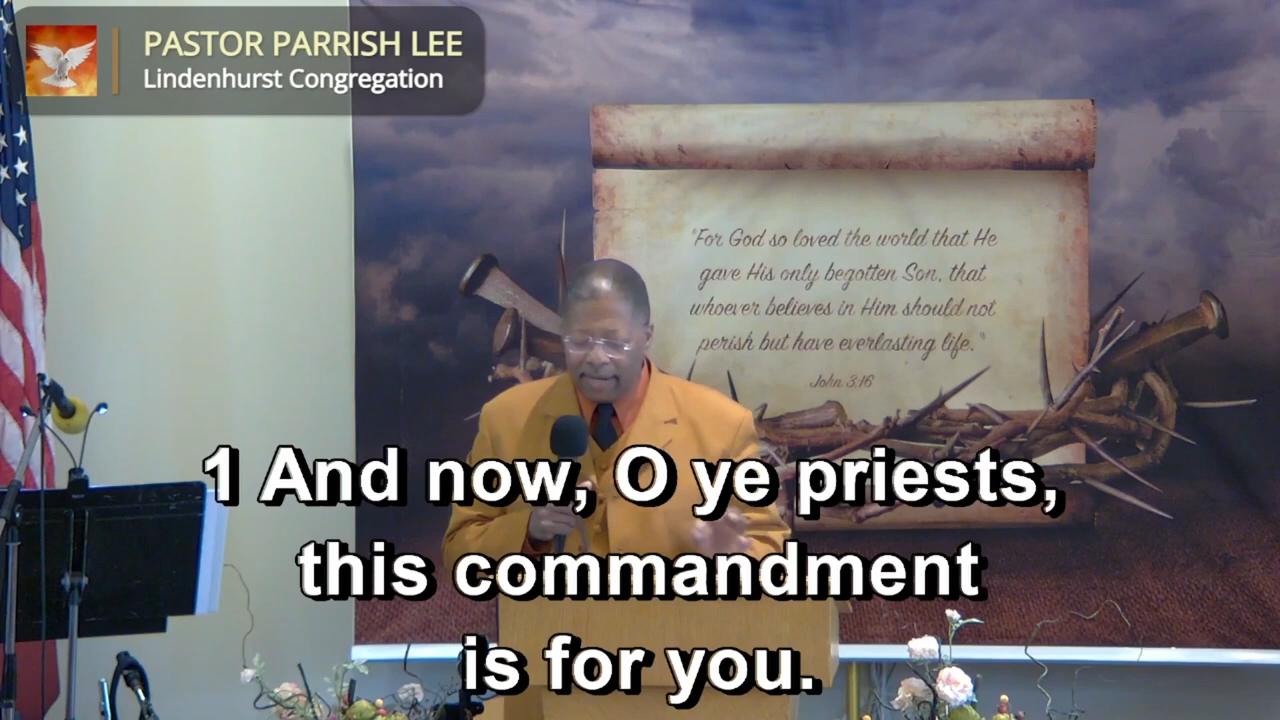 PASTOR PARRISH LEE
Lindenhurst Congregation
"For God so loved the world that He
gave His only begotten Son, that
whoever believes in Him should not
perish but have everlasting life."
John 3:16
1 And now, O ye priests,
this commandment
is for you.